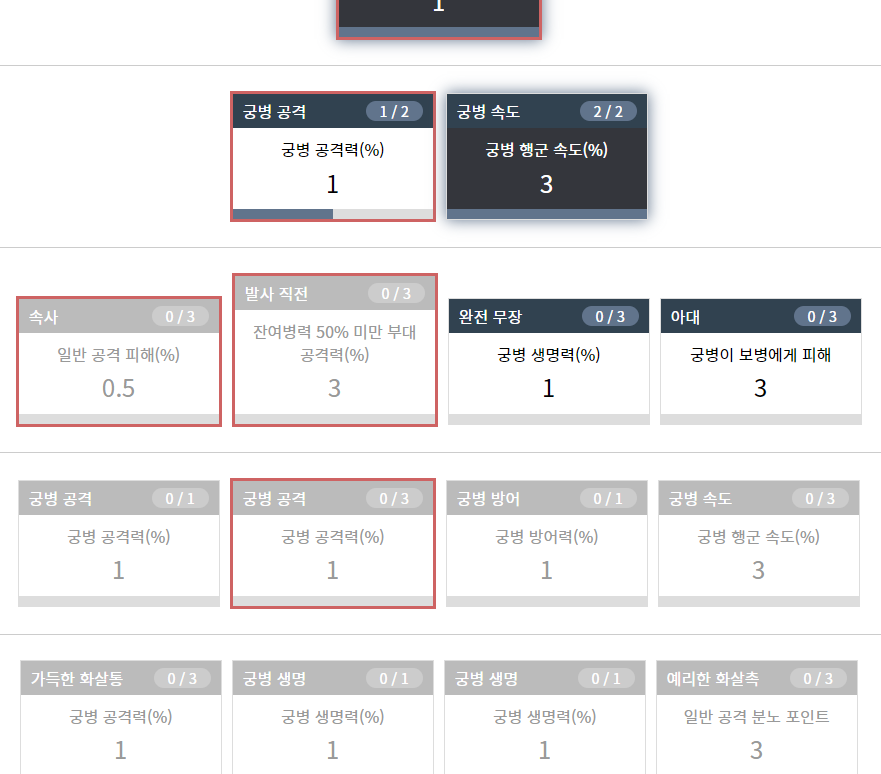 1
궁병 공격 1 / 2
궁병 공격력(%)
1
궁병 속도 2 / 2
궁병 행군 속도(%)
3
속사 0 / 3
일반 공격 피해(%)
0.5
발사 직전 0 / 3
잔여병력 50% 미만 부대
공격력(%)
3
완전 무장 0 / 3
궁병 생명력(%)
1
아대 0 / 3
궁병이 보병에게 피해
3
궁병 공격 0 / 1
궁병 공격력(%)
1
궁병 공격 0 / 3
궁병 공격력(%)
1
궁병 방어 0 / 1
궁병 방어력(%)
1
궁병 속도 0 / 3
궁병 행군 속도(%)
3
가득한 화살통 0 / 3
궁병 공격력(%)
1
궁병 생명 0 / 1
궁병 생명력(%)
1
궁병 생명 0 / 1
궁병 생명력(%)
1
예리한 화살촉 0 / 3
일반 공격 분노 포인트
3